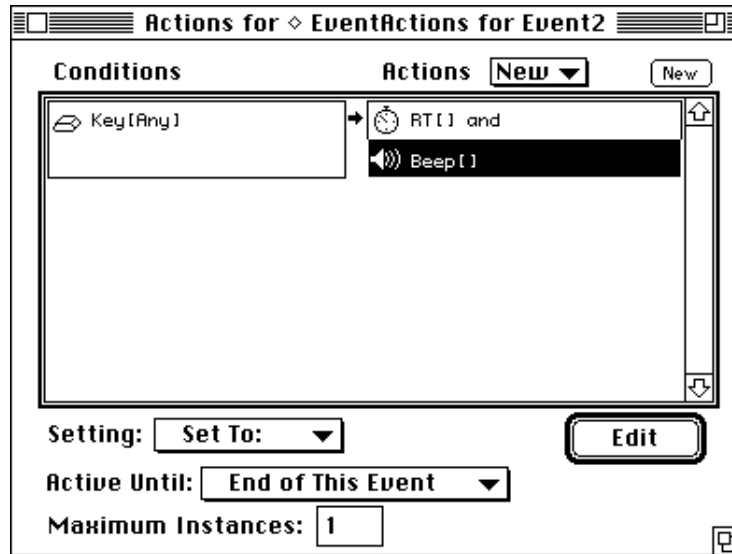 Actions for ◇ EventActions for Event2
Conditions Actions New New
Key[Any] RT[] and
Beep[]
Setting: Set To: Edit
Active Until: End of This Event
Maximum Instances: 1